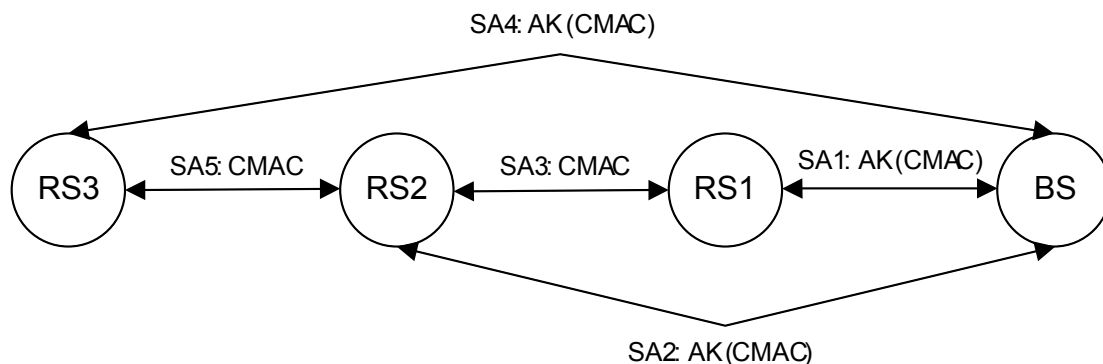 SA4: AK (CMAC)
SA5: CMAC
SA3: CMAC
SA1: AK (CMAC)
RS3
RS2
RS1
BS
SA2: AK (CMAC)